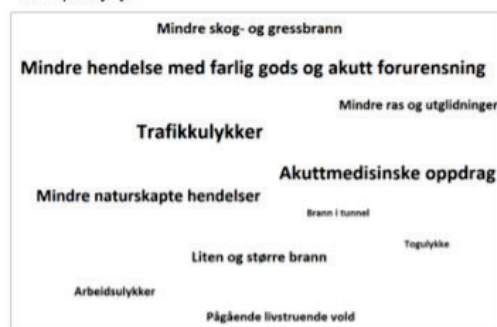 Mindre skog- og gressbrann
Mindre hendelse med farlig gods og akutt forurensning
Mindre ras og utglidninger
Trafikkulykker
Akuttmedisinske oppdrag
Mindre naturskapte hendelser
Brann i tunnel
Togulykke
Liten og større brann
Arbeidsulykker
Pågående livstruende vold